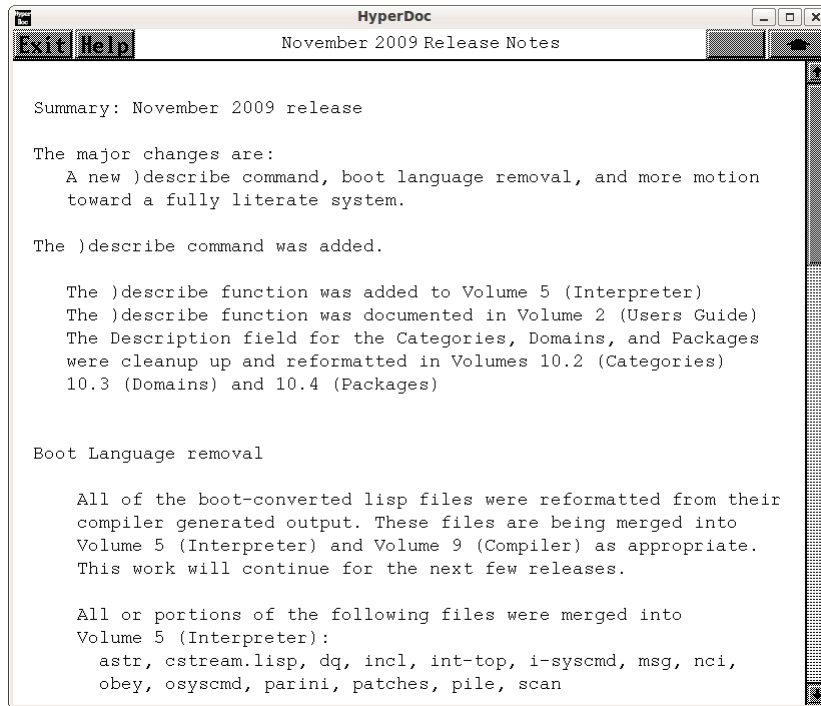 Hyper
Doc
HyperDoc
Exit Help
November 2009 Release Notes
Summary: November 2009 release
The major changes are:
A new )describe command, boot language removal, and more motion
toward a fully literate system.
The )describe command was added.
The )describe function was added to Volume 5 (Interpreter)
The )describe function was documented in Volume 2 (Users Guide)
The Description field for the Categories, Domains, and Packages
were cleanup up and reformatted in Volumes 10.2 (Categories)
10.3 (Domains) and 10.4 (Packages)
Boot Language removal
All of the boot-converted lisp files were reformatted from their
compiler generated output. These files are being merged into
Volume 5 (Interpreter) and Volume 9 (Compiler) as appropriate.
This work will continue for the next few releases.
All or portions of the following files were merged into
Volume 5 (Interpreter):
astr, cstream.lisp, dq, incl, int-top, i-syscmd, msg, nci,
obey, osyscmd, parini, patches, pile, scan